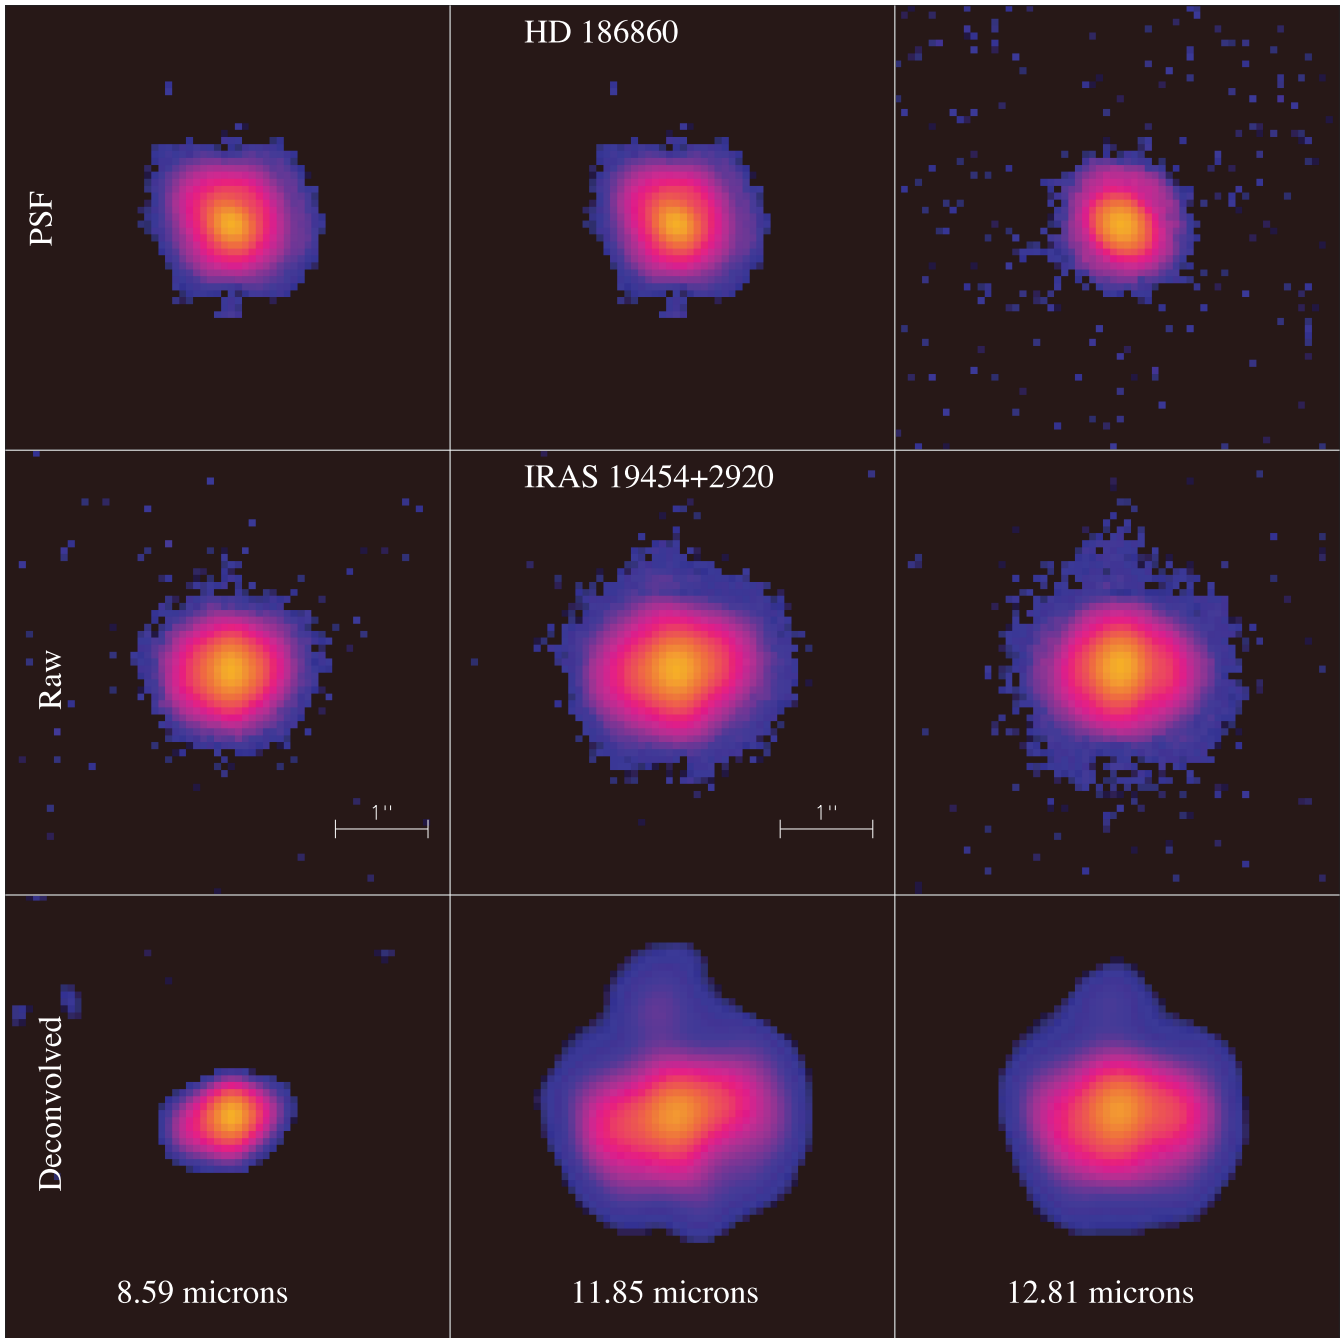 HD 186860
PSF
IRAS 19454+2920
Raw
1''
1''
Deconvolved
8.59 microns
11.85 microns
12.81 microns